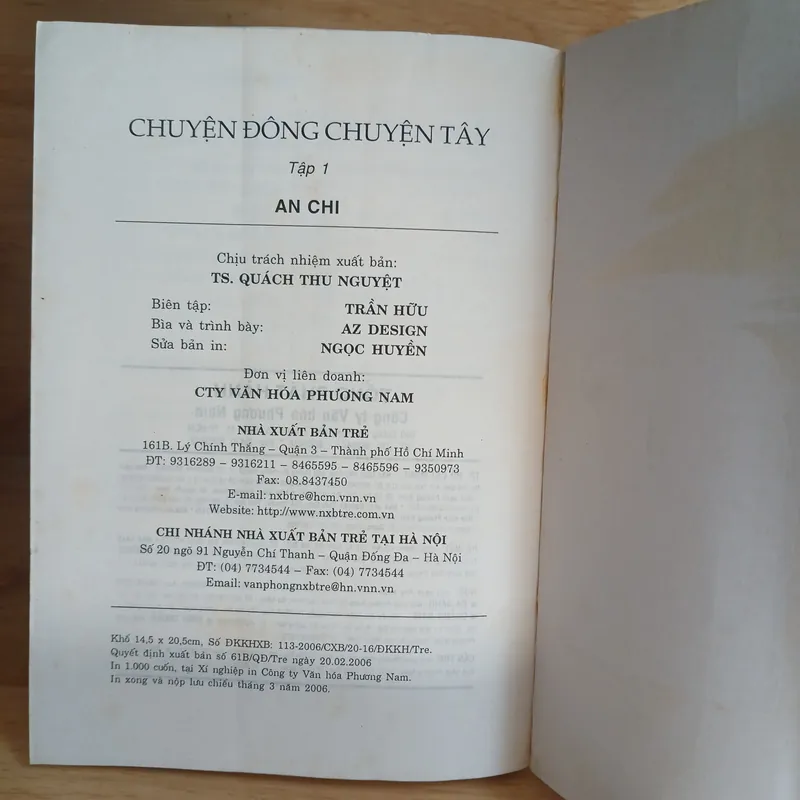 CHUYỆN ĐÔNG CHUYỆN TÂY
Tập 1
AN CHI
Chịu trách nhiệm xuất bản:
TS. QUÁCH THU NGUYỆT
Biên tập: TRẦN HỮU
Bìa và trình bày: AZ DESIGN
Sửa bản in: NGỌC HUYỀN
Đơn vị liên doanh:
CTY VĂN HÓA PHƯƠNG NAM
NHÀ XUẤT BẢN TRẺ
161B. Lý Chính Thắng – Quận 3 – Thành phố Hồ Chí Minh
ĐT: 9316289 – 9316211 – 8465595 – 8465596 – 9350973
Fax: 08.8437450
E-mail: nxbtre@hcm.vnn.vn
Website: http://www.nxbtre.com.vn
CHI NHÁNH NHÀ XUẤT BẢN TRẺ TẠI HÀ NỘI
Số 20 ngõ 91 Nguyễn Chí Thanh – Quận Đống Đa – Hà Nội
ĐT: (04) 7734544 – Fax: (04) 7734544
Email: vanphongnxbtre@hn.vnn.vn
Khổ 14,5 x 20,5cm, Số ĐKKHXB: 113-2006/CXB/20-16/ĐKKH/Tre.
Quyết định xuất bản số 61B/QĐ/Tre ngày 20.02.2006
In 1.000 cuốn, tại Xí nghiệp in Công ty Văn hóa Phương Nam.
In xong và nộp lưu chiểu tháng 3 năm 2006.